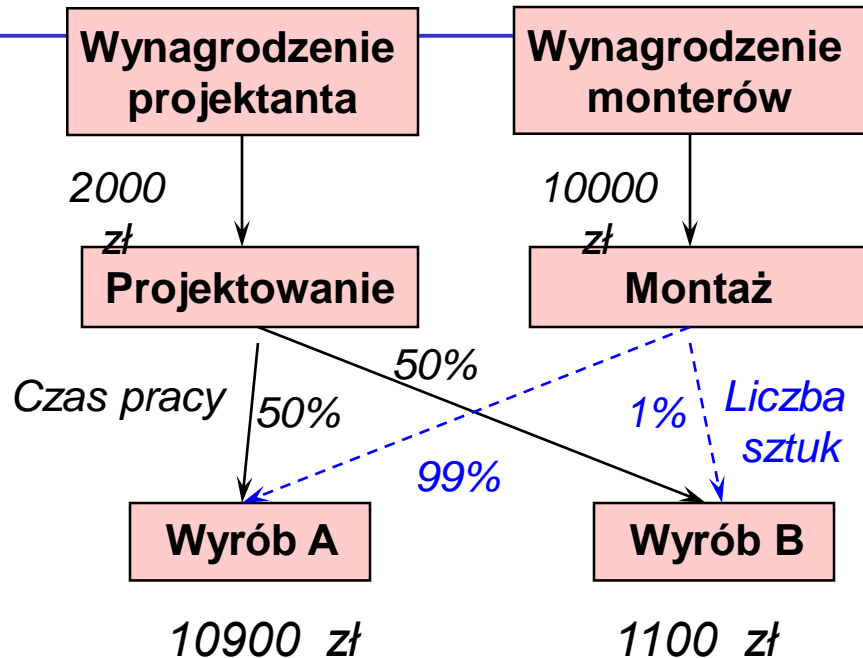 Wynagrodzenie
projektanta
Wynagrodzenie
monterów
2000
zł
10000
zł
Projektowanie
Montaż
Czas pracy
50%
50%
1%
Liczba
sztuk
99%
Wyrób A
Wyrób B
10900 zł
1100 zł